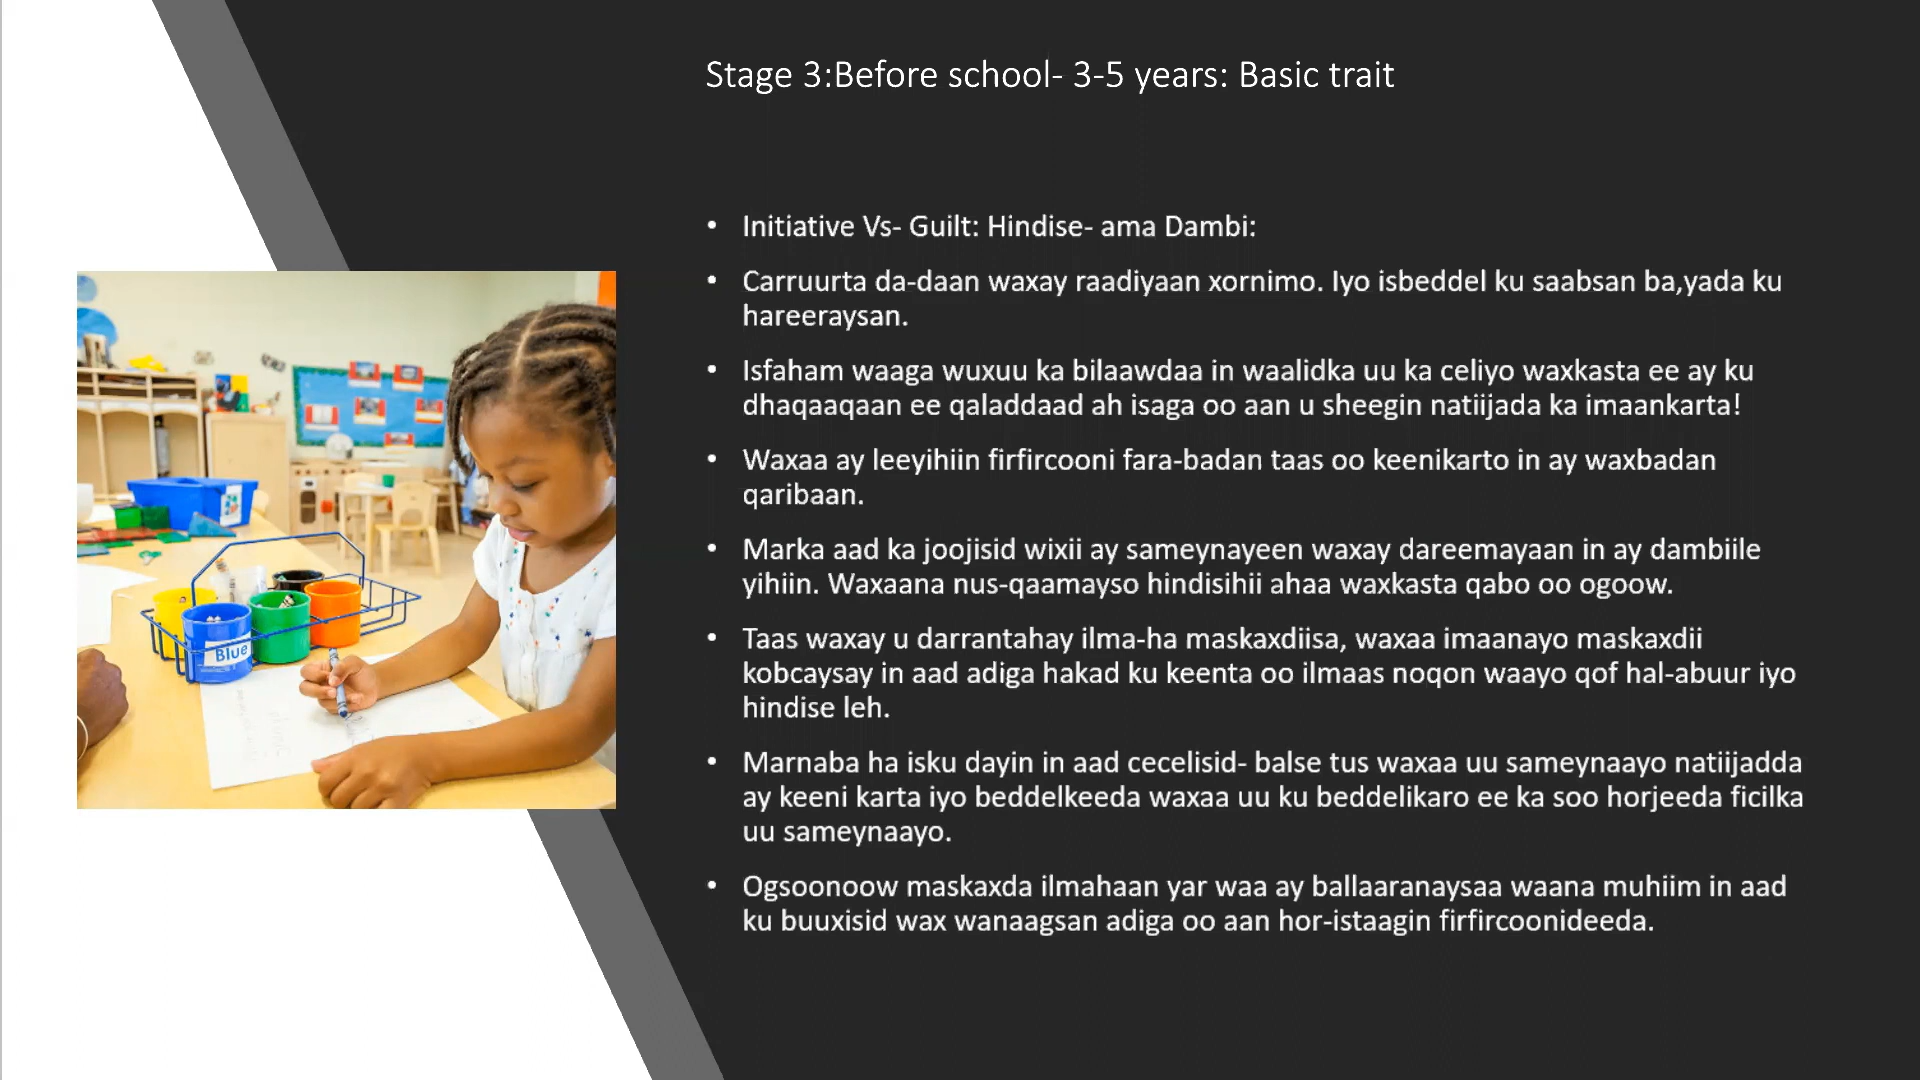 Stage 3:Before school- 3-5 years: Basic trait
• Initiative Vs- Guilt: Hindise- ama Dambi:
• Carruurta da-daan waxay raadiyaan xornimo. Iyo isbeddel ku saabsan ba,yada ku
hareeraysan.
• Isfaham waaga wuxuu ka bilaawdaa in waalidka uu ka celiyo waxkasta ee ay ku
dhaqaaqaan ee qaladdaad ah isaga oo aan u sheegin natiijada ka imaankarta!
• Waxaa ay leeyihiin firfircooni fara-badan taas oo keenikarto in ay waxbadan
qaribaan.
• Marka aad ka joojisid wixii ay sameynayeen waxay dareemayaan in ay dambiile
yihiin. Waxaana nus-qaamayso hindisihii ahaa waxkasta qabo oo ogoow.
• Taas waxay u darrantahay ilma-ha maskaxdiisa, waxaa imaanayo maskaxdii
kobcaysay in aad adiga hakad ku keenta oo ilmaas noqon waayo qof hal-abuur iyo
hindise leh.
• Marnaba ha isku dayin in aad cecelisid- balse tus waxaa uu sameynaayo natiijadda
ay keeni karta iyo beddelkeeda waxaa uu ku beddelikaro ee ka soo horjeeda ficilka
uu sameynaayo.
• Ogsoonoow maskaxda ilmahaan yar waa ay ballaaranaysaa waana muhiim in aad
ku buuxisid wax wanaagsan adiga oo aan hor-istaagin firfircoonideeda.
Blue